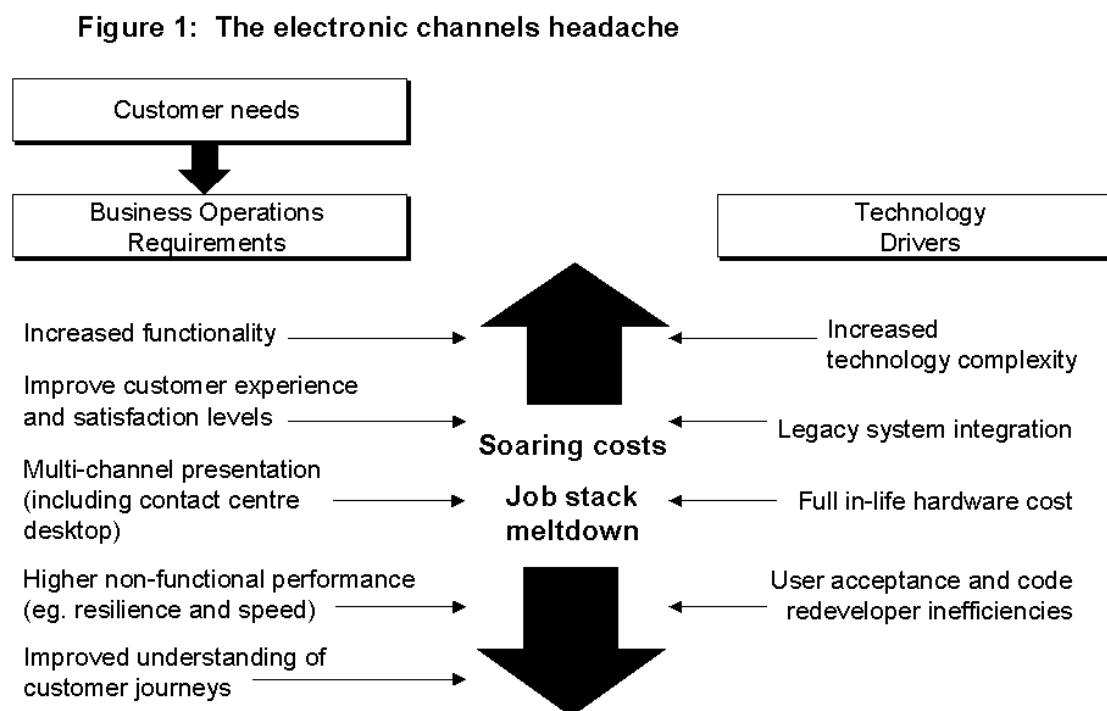 Figure 1:  The electronic channels headache
Customer needs
Business Operations
Requirements
Technology
Drivers
Increased functionality
Improve customer experience
and satisfaction levels
Multi-channel presentation
(including contact centre
desktop)
Higher non-functional performance
(eg. resilience and speed)
Improved understanding of
customer journeys
Soaring costs
Job stack
meltdown
Increased
technology complexity
Legacy system integration
Full in-life hardware cost
User acceptance and code
redeveloper inefficiencies